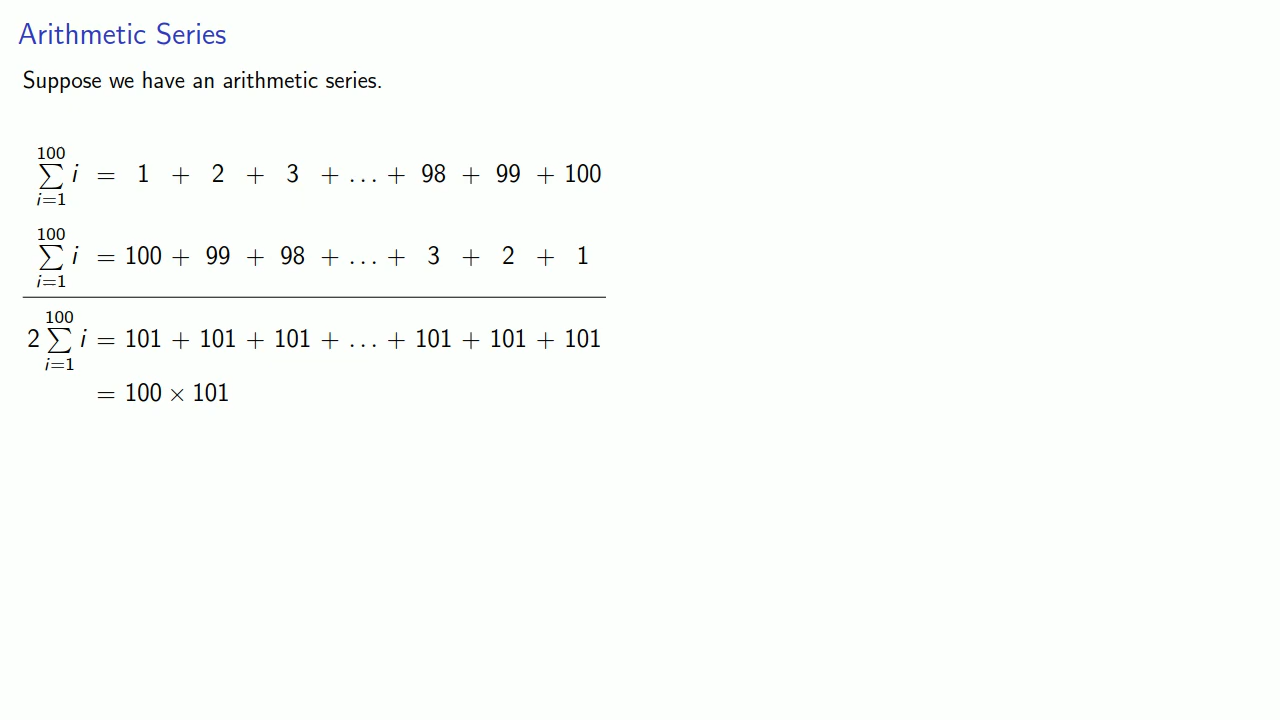 Arithmetic Series
Suppose we have an arithmetic series.
100
∑ i = 1 + 2 + 3 + ... + 98 + 99 + 100
i=1
100
∑ i = 100 + 99 + 98 + ... + 3 + 2 + 1
i=1
100
2 ∑ i = 101 + 101 + 101 + ... + 101 + 101 + 101
i=1
= 100 × 101